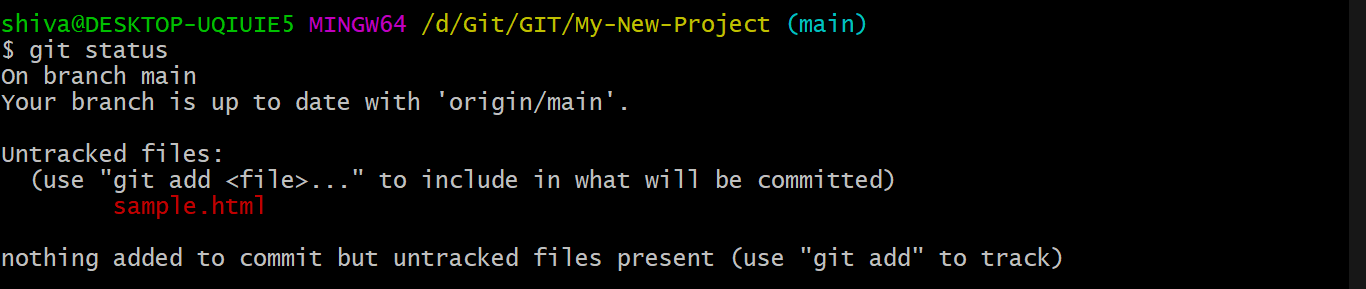 shiva@DESKTOP-UQIUIE5 MINGW64 /d/Git/GIT/My-New-Project (main)
$ git status
On branch main
Your branch is up to date with 'origin/main'.

Untracked files:
  (use "git add <file>..." to include in what will be committed)
        sample.html

nothing added to commit but untracked files present (use "git add" to track)